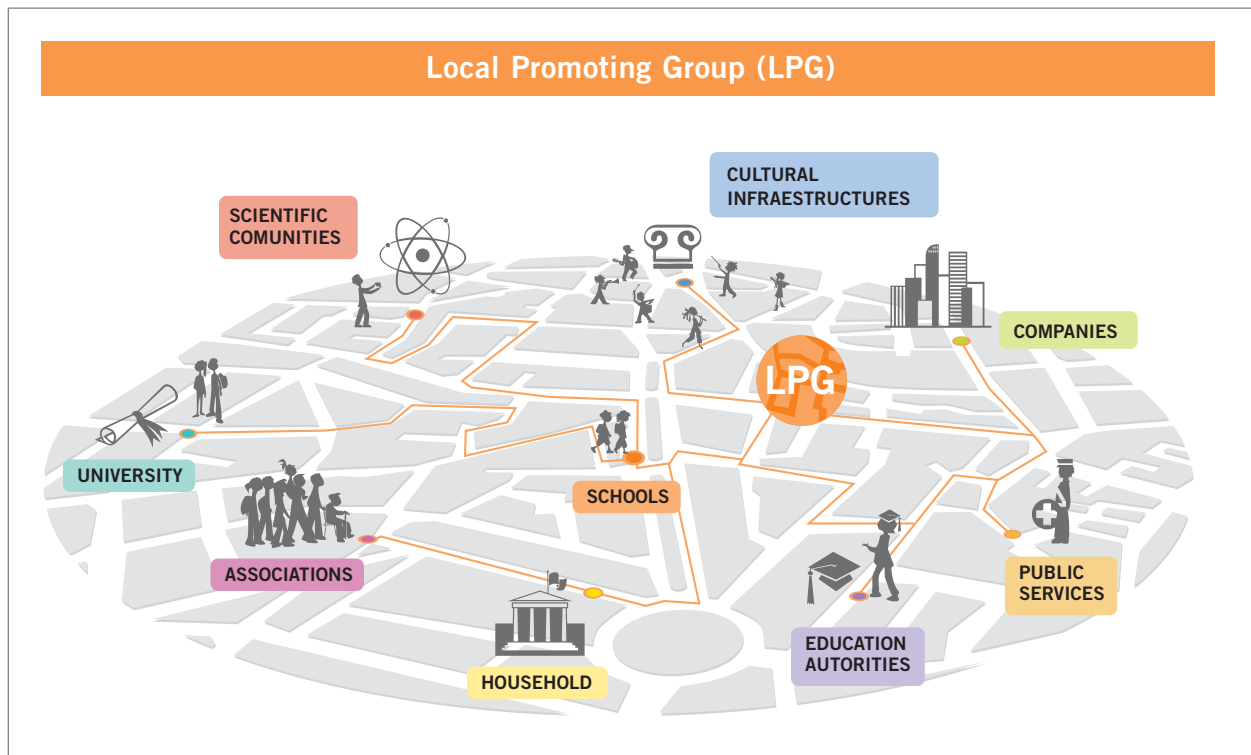 Local Promoting Group (LPG)
CULTURAL
INFRAESTRUCTURES
SCIENTIFIC
COMUNITIES
COMPANIES
LPG
UNIVERSITY
SCHOOLS
ASSOCIATIONS
PUBLIC
SERVICES
EDUCATION
AUTORITIES
HOUSEHOLD